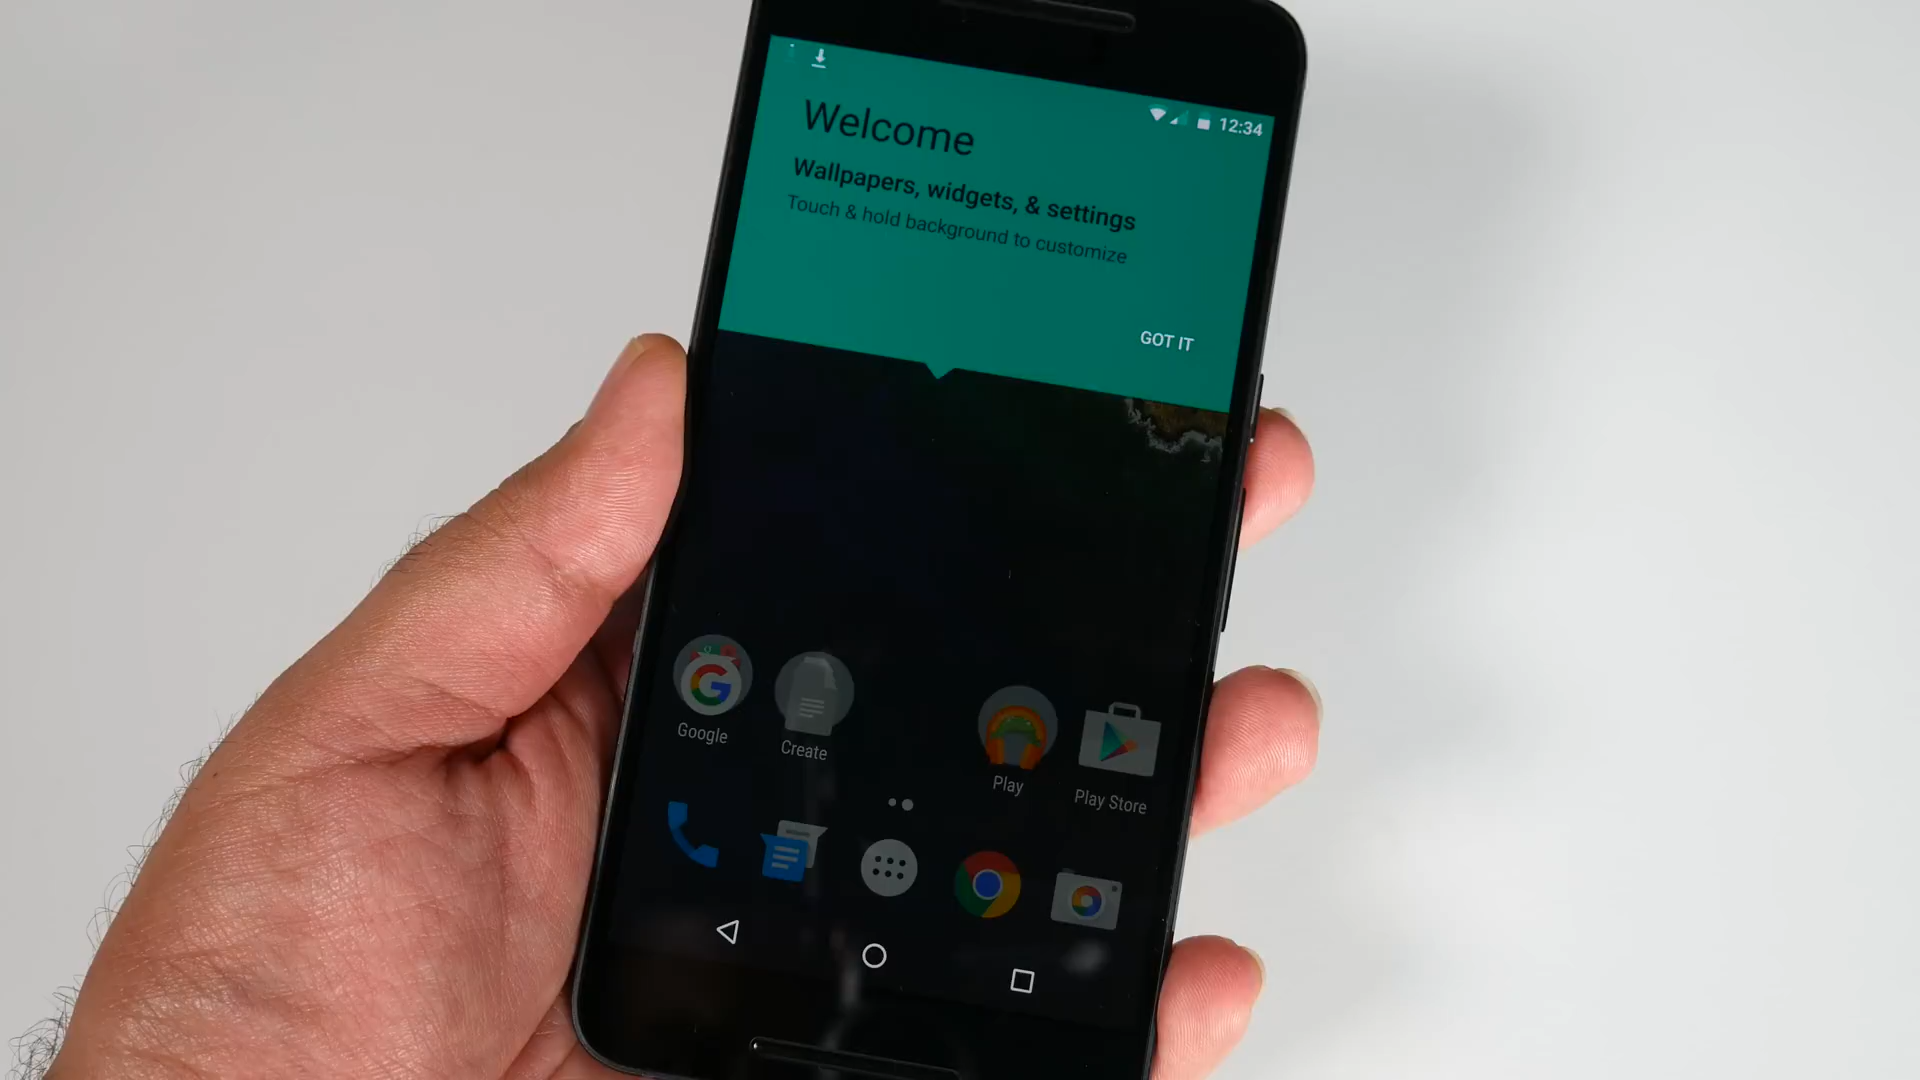 12:34
Welcome
Wallpapers, widgets, & settings
Touch & hold background to customize
GOT IT
Google
Create
Play
Play Store